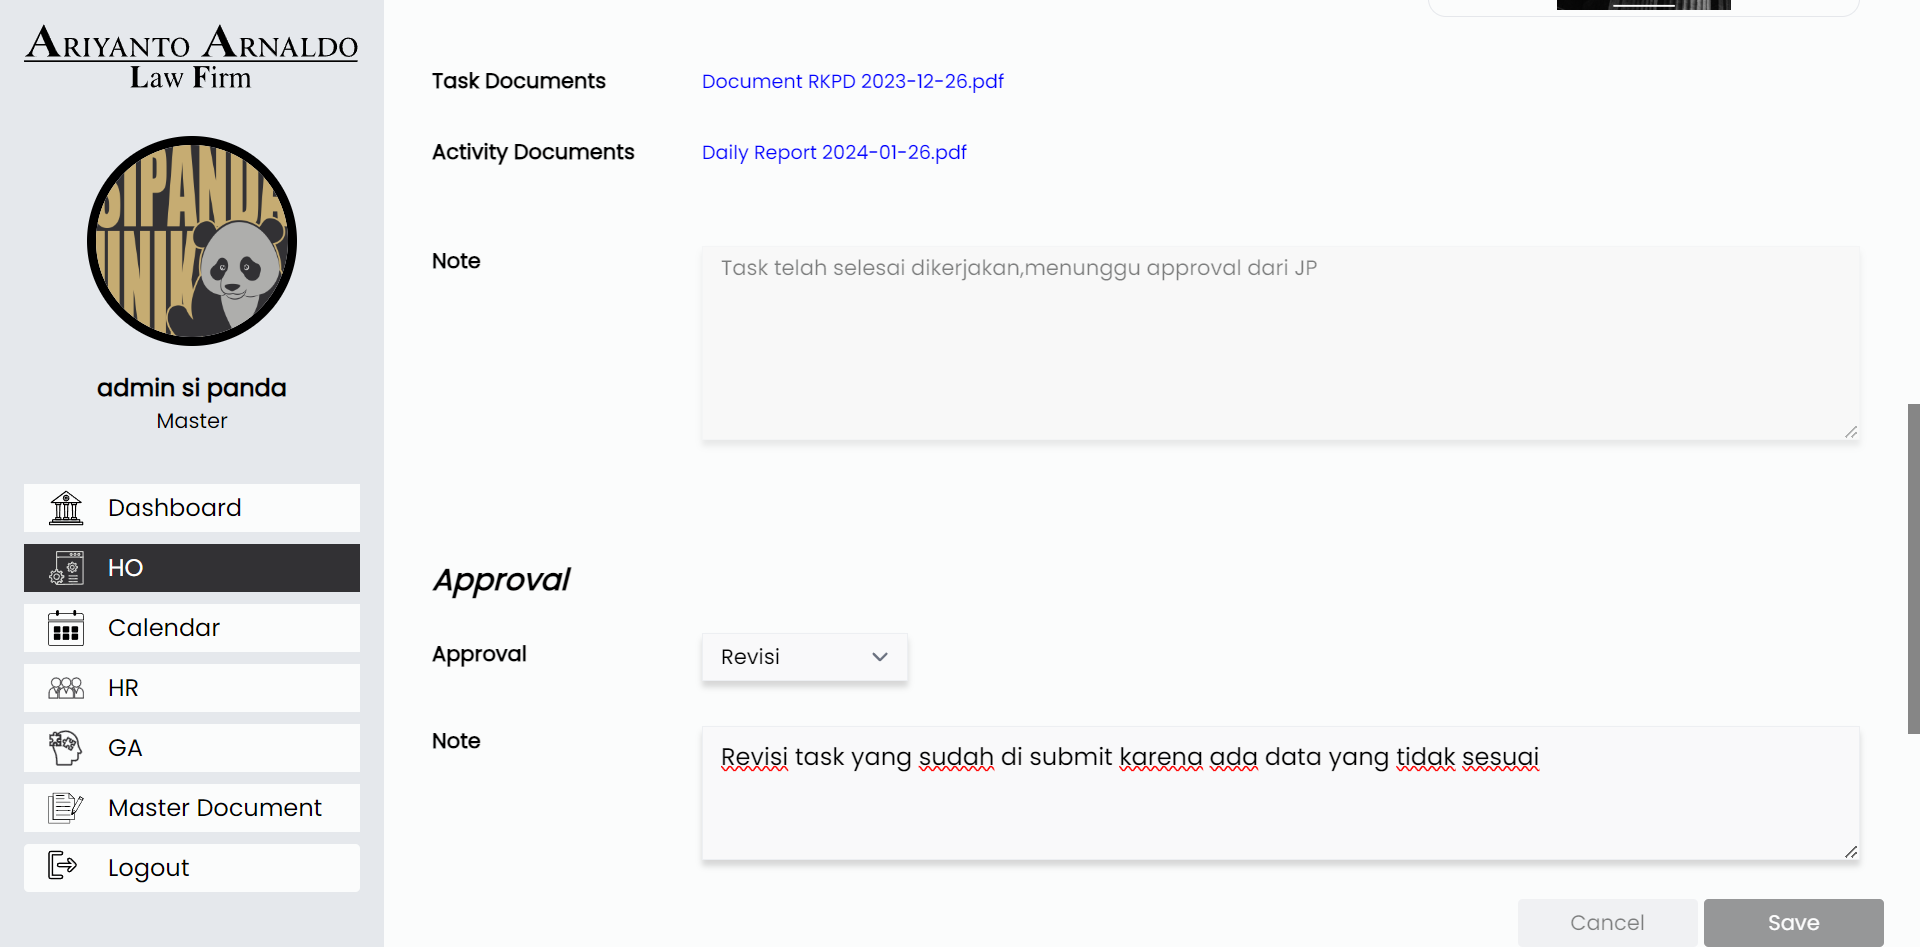 ARIYANTO ARNALDO
Law Firm
SIPANDA
UNIK
admin si panda
Master
Dashboard
HO
Calendar
HR
GA
Master Document
Logout
Task Documents
Document RKPD 2023-12-26.pdf
Activity Documents
Daily Report 2024-01-26.pdf
Note
Task telah selesai dikerjakan,menunggu approval dari JP
Approval
Approval
Revisi
Note
Revisi task yang sudah di submit karena ada data yang tidak sesuai
Cancel
Save